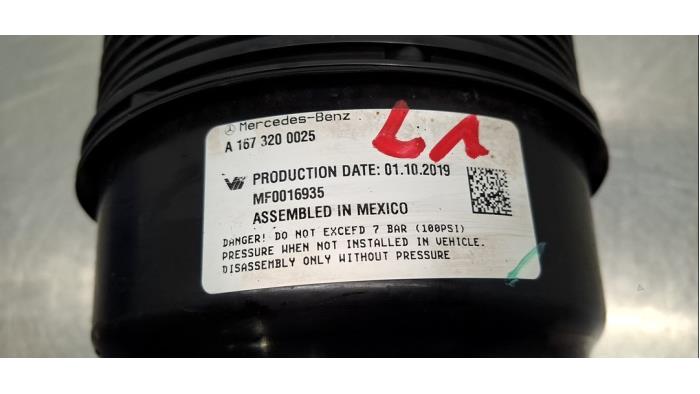 Mercedes-Benz
A 167 320 0025
L1
PRODUCTION DATE: 01.10.2019
MF0016935
ASSEMBLED IN MEXICO
DANGER! DO NOT EXCEED 7 BAR (100PSI)
PRESSURE WHEN NOT INSTALLED IN VEHICLE.
DISASSEMBLY ONLY WITHOUT PRESSURE